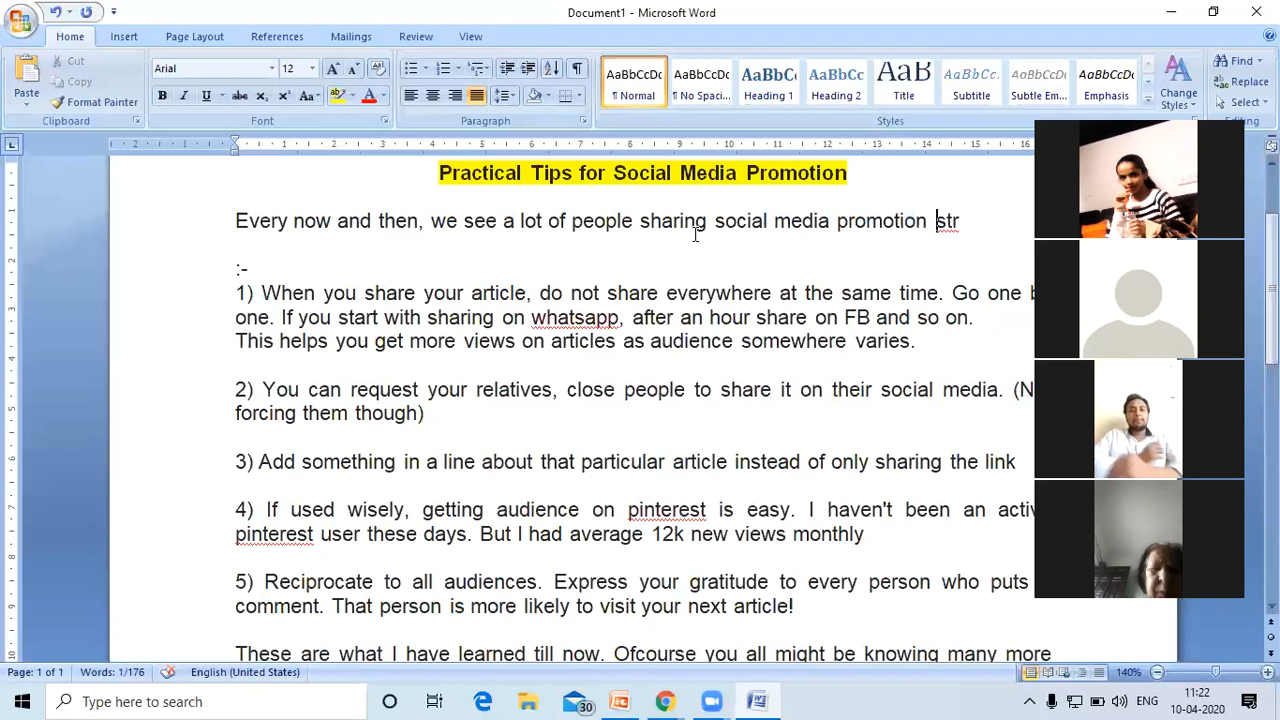 Document1 - Microsoft Word
Home Insert Page Layout References Mailings Review View
Paste
Cut
Copy
Format Painter
Clipboard
Arial 12
Font
Paragraph
AaBbCcDc AaBbCcDc AaBbC AaBbCc AaB AaBbCcL AaBbCcDc AaBbCcDc
¶ Normal ¶ No Spaci... Heading 1 Heading 2 Title Subtitle Subtle Em... Emphasis
Styles
Change Styles
Find
Replace
Select
Editing
Practical Tips for Social Media Promotion
Every now and then, we see a lot of people sharing social media promotion str
:-
1) When you share your article, do not share everywhere at the same time. Go one
one. If you start with sharing on whatsapp, after an hour share on FB and so on.
This helps you get more views on articles as audience somewhere varies.
2) You can request your relatives, close people to share it on their social media.
forcing them though)
3) Add something in a line about that particular article instead of only sharing the link
4) If used wisely, getting audience on pinterest is easy. I haven't been an
pinterest user these days. But I had average 12k new views monthly
5) Reciprocate to all audiences. Express your gratitude to every person who puts
comment. That person is more likely to visit your next article!
These are what I have learned till now. Ofcourse you all might be knowing many more
Page: 1 of 1 Words: 1/176 English (United States) 140%
Type here to search
30
ENG
11:22
10-04-2020